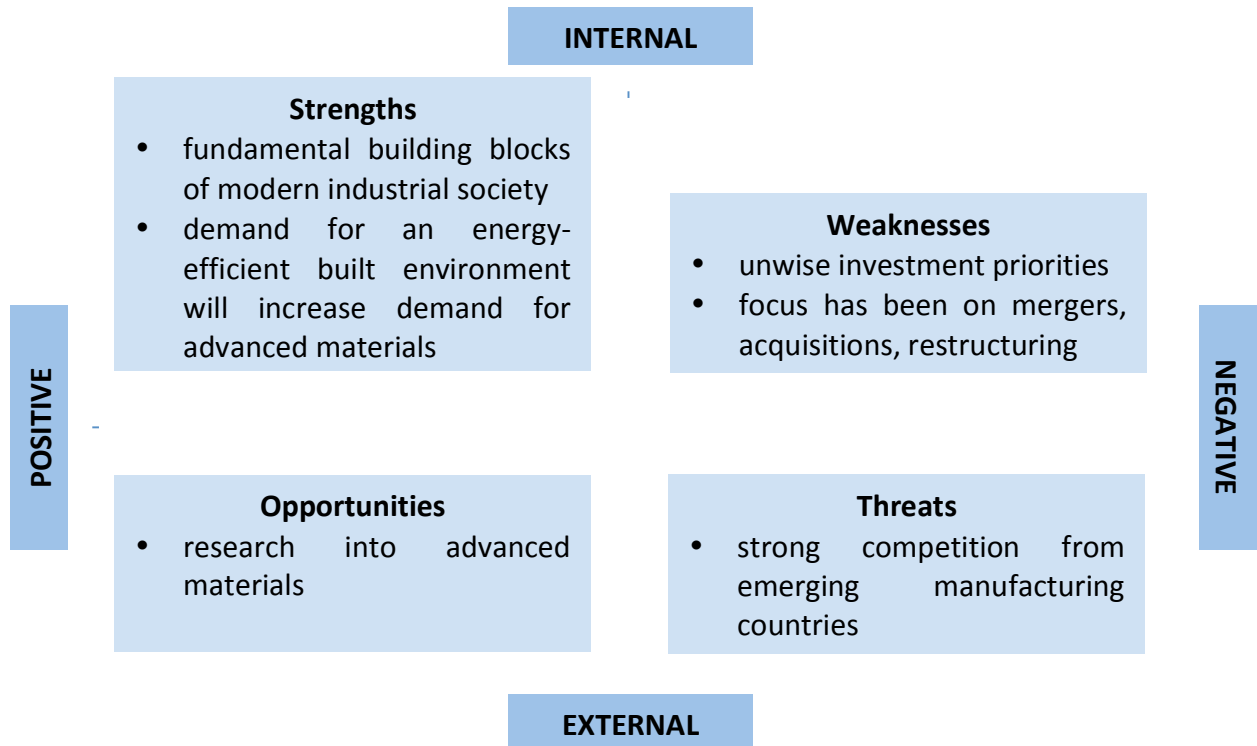 INTERNAL
Strengths
• fundamental building blocks
of modern industrial society
• demand for an energy-
efficient built environment
will increase demand for
advanced materials
Weaknesses
• unwise investment priorities
• focus has been on mergers,
acquisitions, restructuring
POSITIVE
NEGATIVE
Opportunities
• research into advanced
materials
Threats
• strong competition from
emerging manufacturing
countries
EXTERNAL